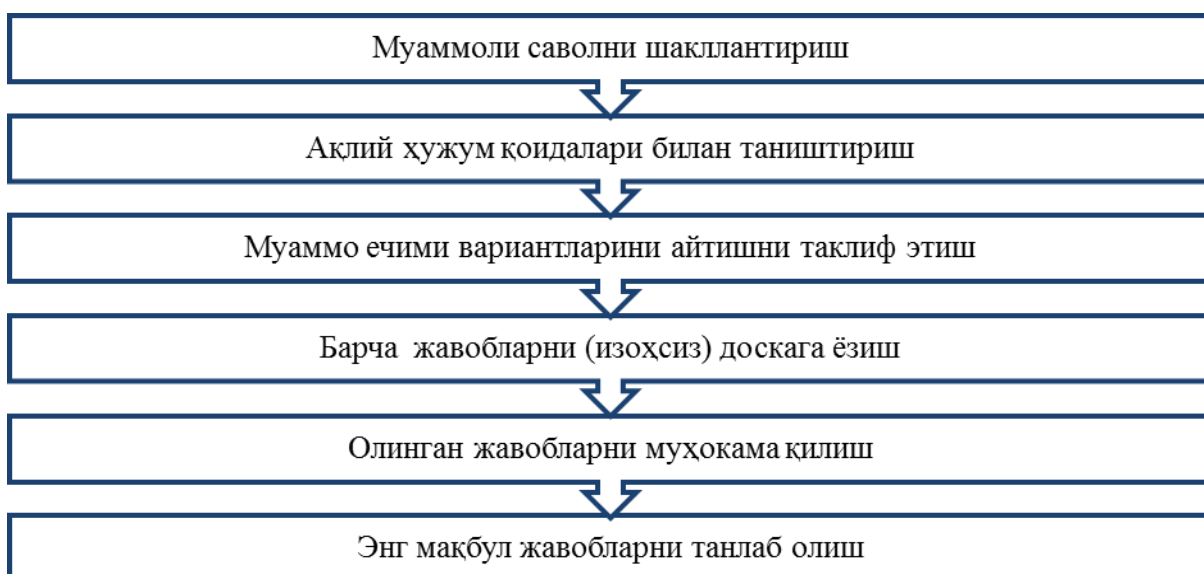 Муаммоли саволни шакллантириш
Ақлий ҳужум қоидалари билан таништириш
Муаммо ечими вариантларини айтишни таклиф этиш
Барча жавобларни (изоҳсиз) доскага ёзиш
Олинган жавобларни муҳокама қилиш
Энг мақбул жавобларни танлаб олиш